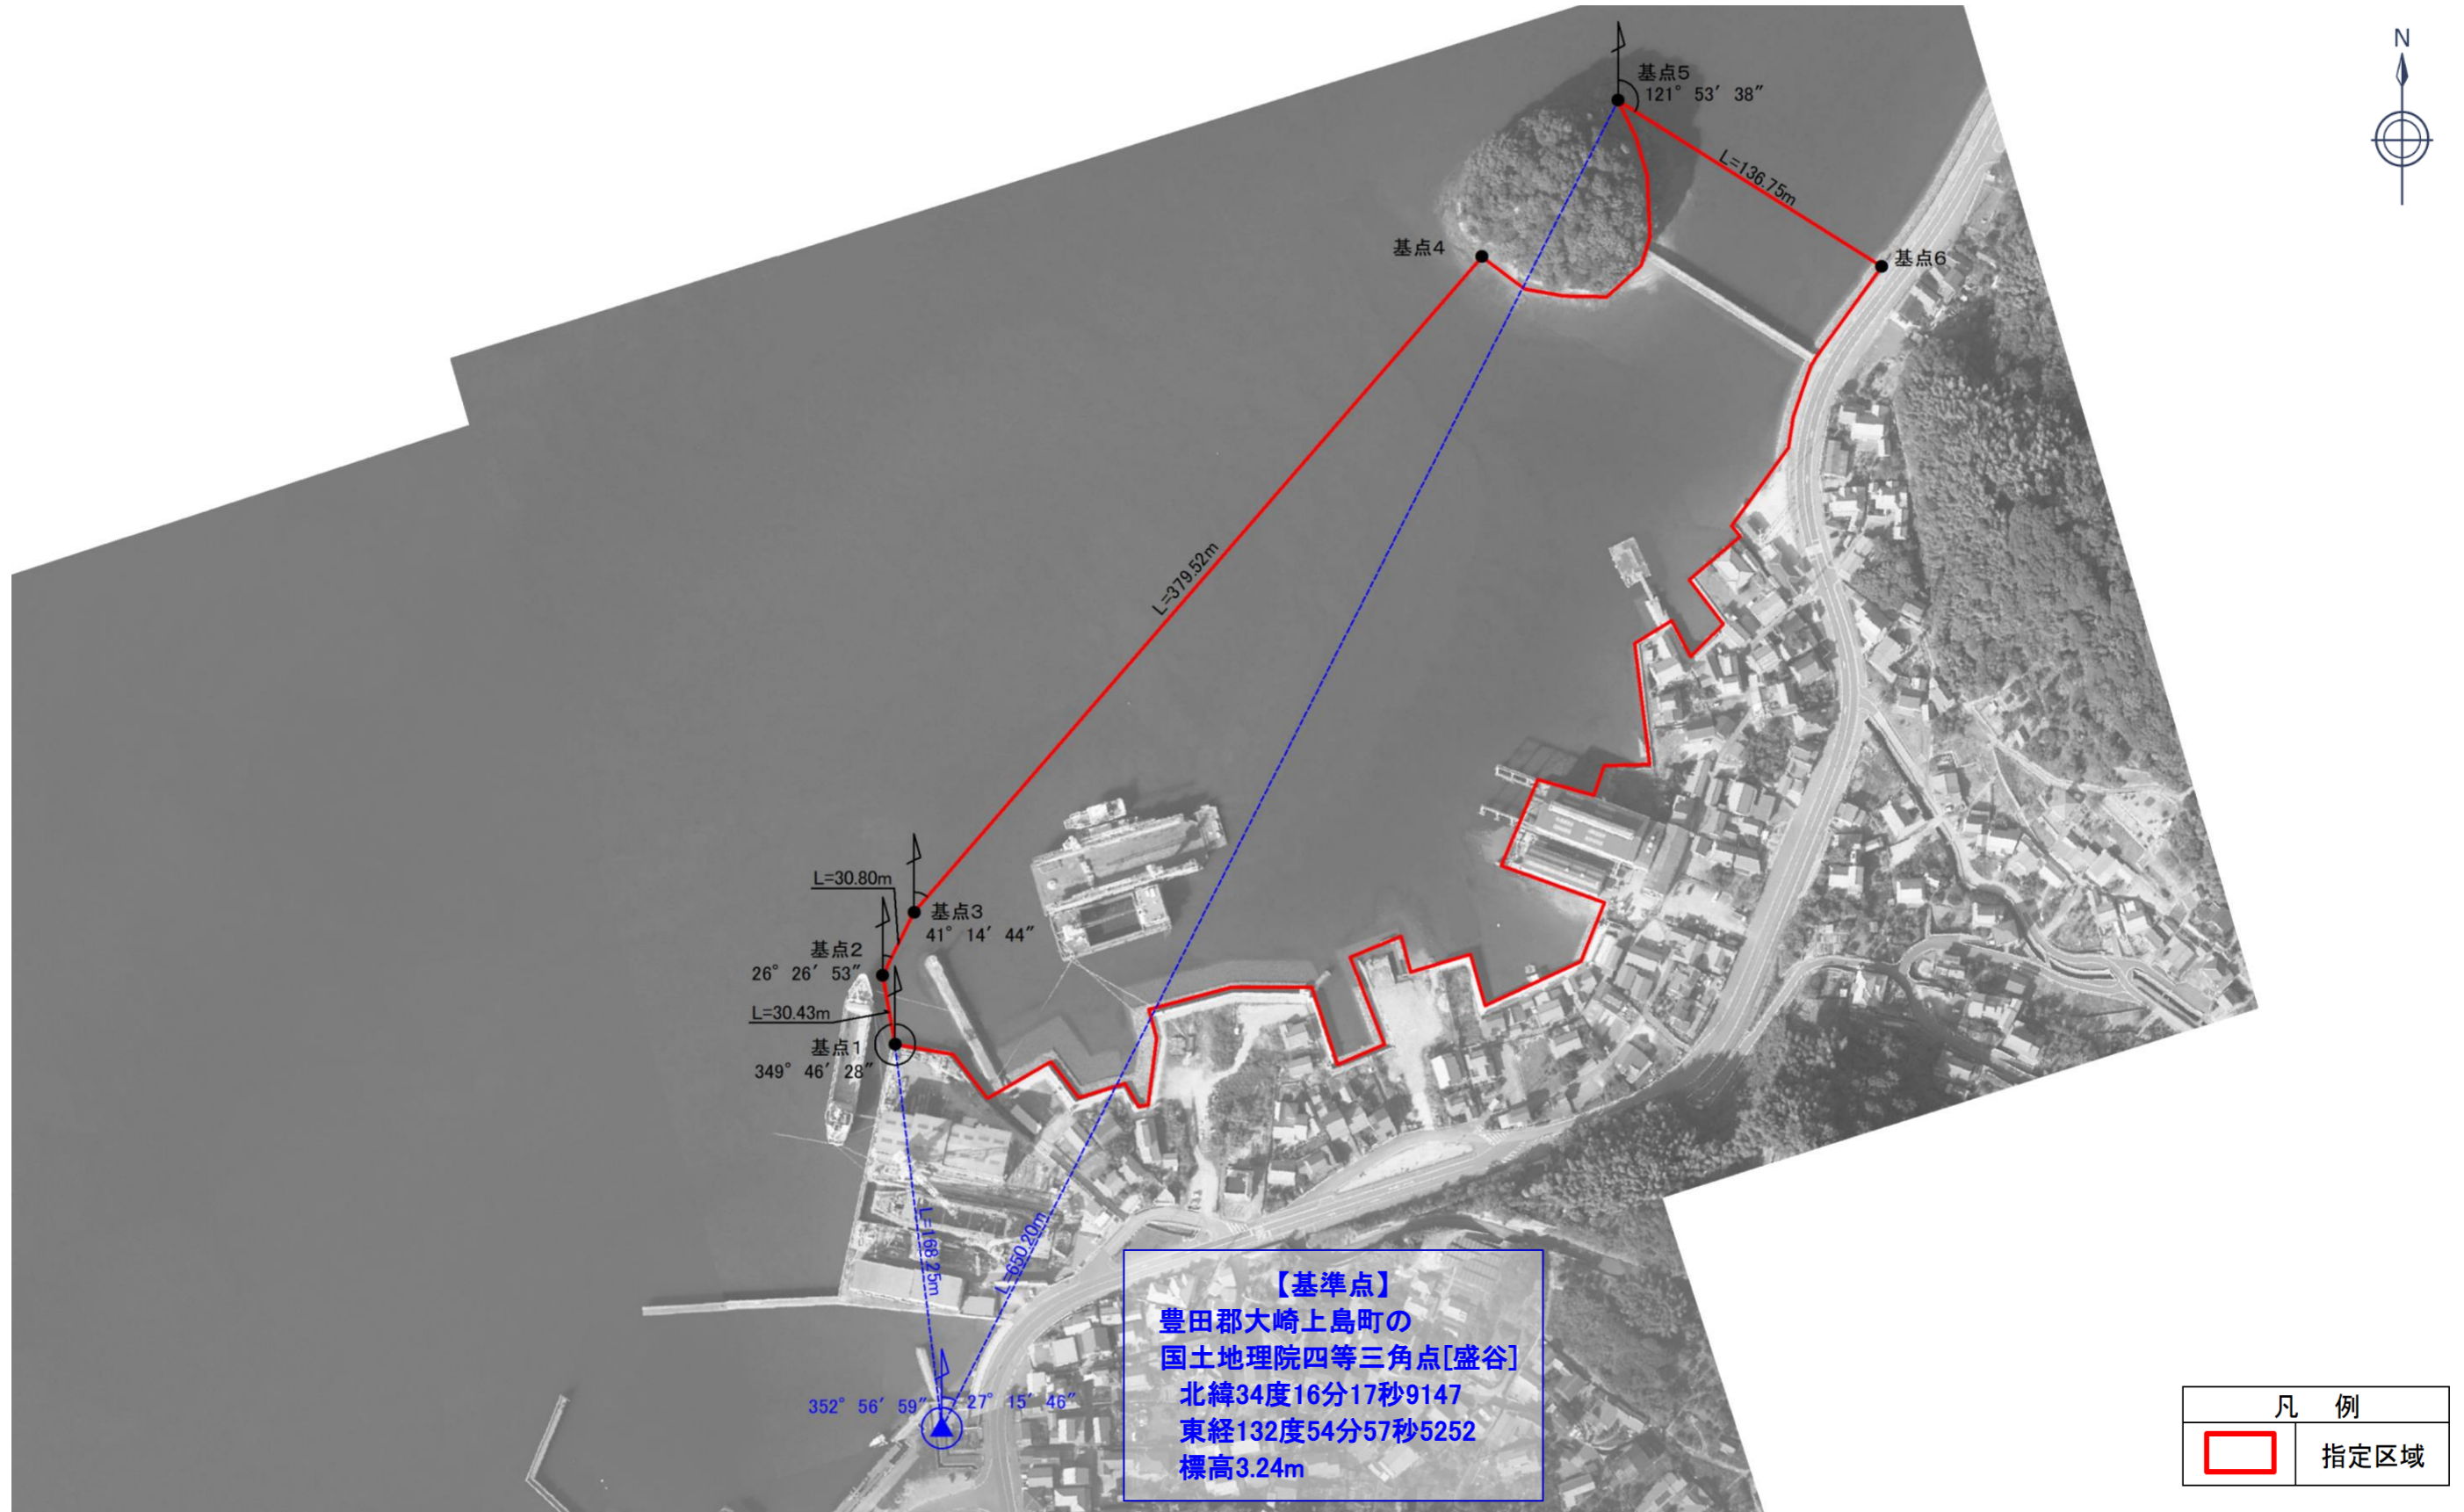 N
基点5
121° 53′ 38″
L=136.75m
基点4
基点6
L=379.52m
L=30.80m
基点3
41° 14′ 44″
基点2
26° 26′ 53″
L=30.43m
基点1
349° 46′ 28″
L=168.25m
L=650.20m
352° 56′ 59″
27° 15′ 46″
【基準点】
豊田郡大崎上島町の
国土地理院四等三角点[盛谷]
北緯34度16分17秒9147
東経132度54分57秒5252
標高3.24m
凡 例
指定区域